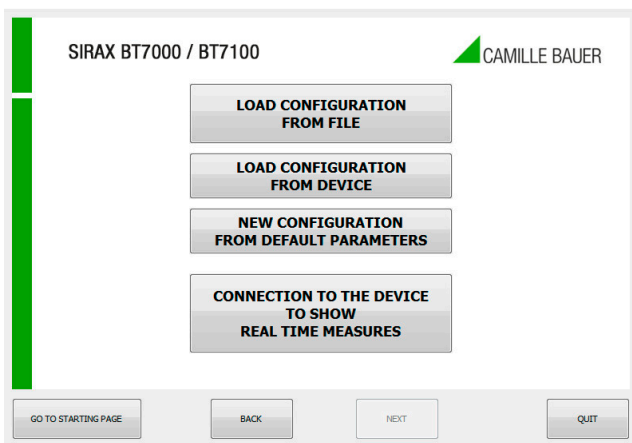 SIRAX BT7000 / BT7100
CAMILLE BAUER
LOAD CONFIGURATION
FROM FILE
LOAD CONFIGURATION
FROM DEVICE
NEW CONFIGURATION
FROM DEFAULT PARAMETERS
CONNECTION TO THE DEVICE
TO SHOW
REAL TIME MEASURES
GO TO STARTING PAGE
BACK
NEXT
QUIT